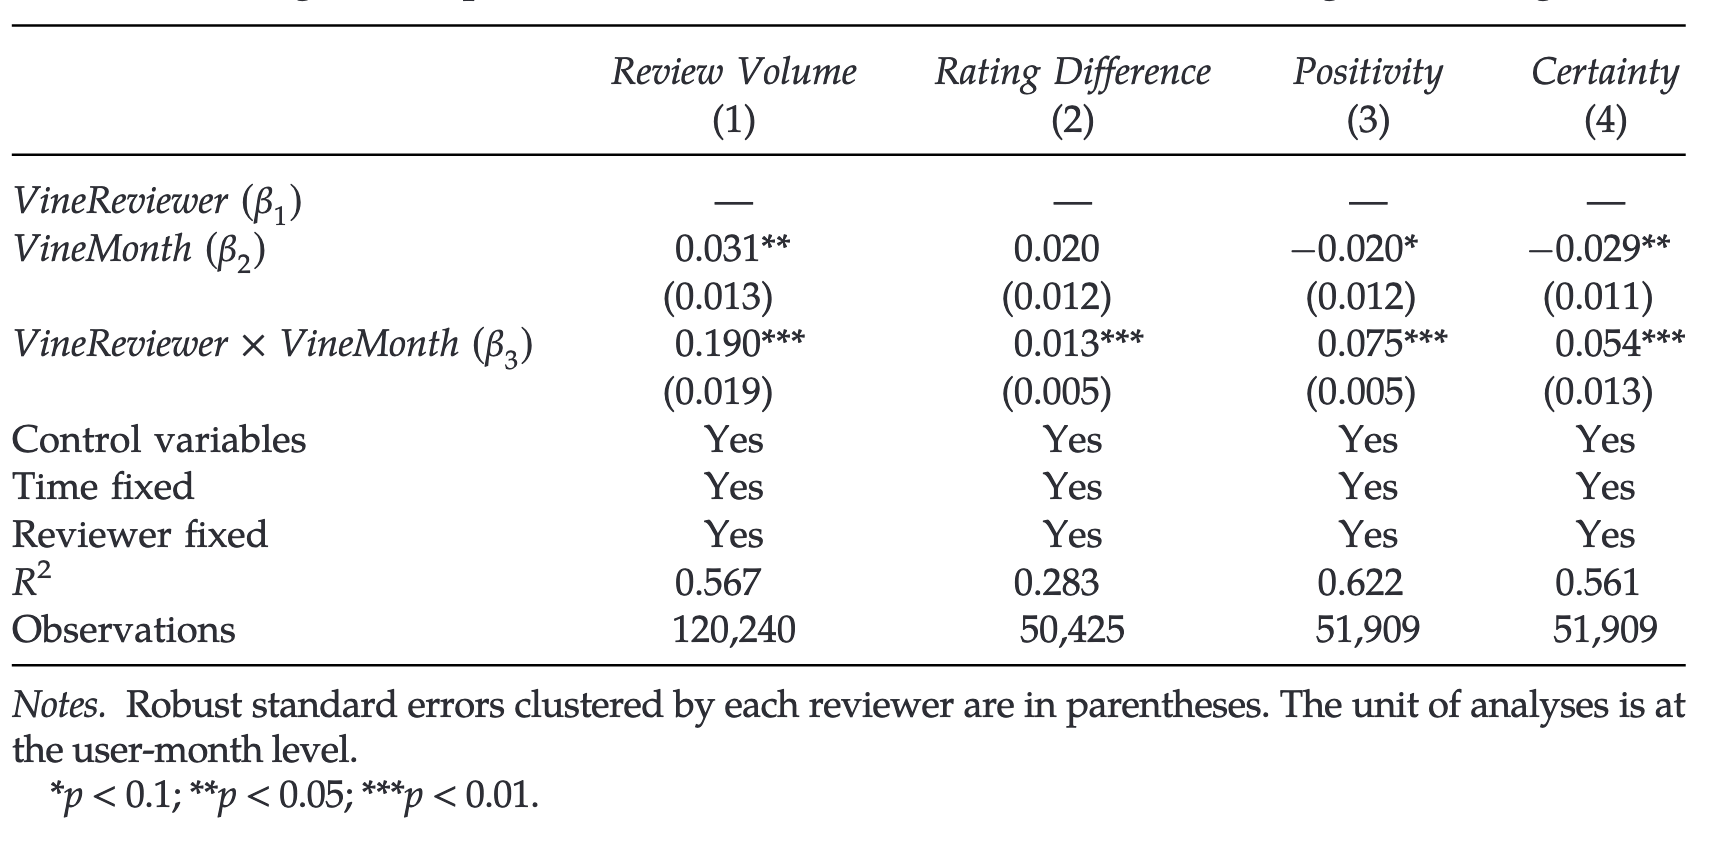 Review Volume Rating Difference Positivity Certainty
(1) (2) (3) (4)
VineReviewer (β₁) — — — —
VineMonth (β₂) 0.031** 0.020 −0.020* −0.029**
(0.013) (0.012) (0.012) (0.011)
VineReviewer × VineMonth (β₃) 0.190*** 0.013*** 0.075*** 0.054***
(0.019) (0.005) (0.005) (0.013)
Control variables Yes Yes Yes Yes
Time fixed Yes Yes Yes Yes
Reviewer fixed Yes Yes Yes Yes
R² 0.567 0.283 0.622 0.561
Observations 120,240 50,425 51,909 51,909
Notes. Robust standard errors clustered by each reviewer are in parentheses. The unit of analyses is at
the user-month level.
*p < 0.1; **p < 0.05; ***p < 0.01.